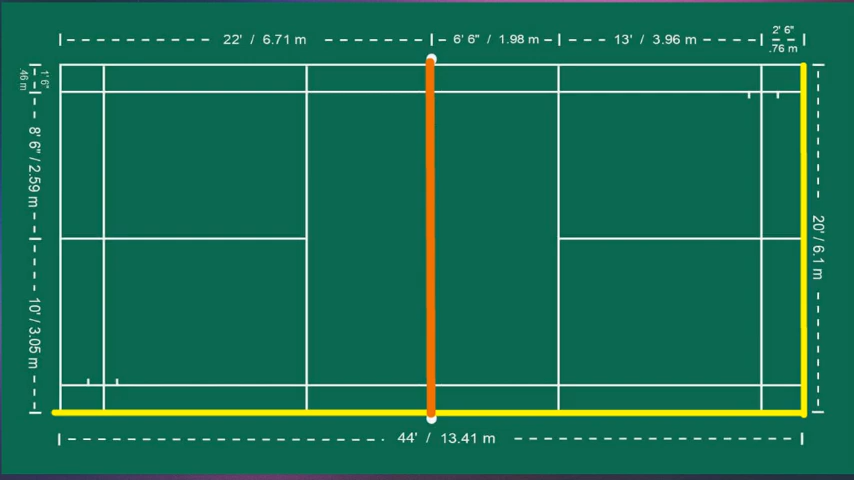 22' / 6.71 m
6' 6" / 1.98 m
13' / 3.96 m
2' 6"
.76 m
1' 6"
.46 m
8' 6" / 2.59 m
10' / 3.05 m
20' / 6.1 m
44' / 13.41 m